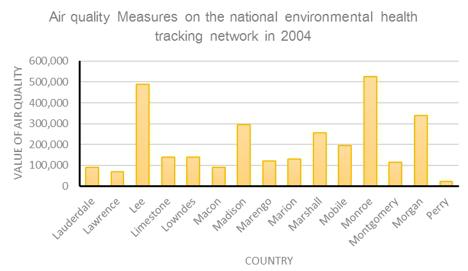 Air quality Measures on the national environmental health
tracking network in 2004
VALUE OF AIR QUALITY
600,000
500,000
400,000
300,000
200,000
100,000
0
Lauderdale
Lawrence
Lee
Limestone
Lowndes
Macon
Madison
Marengo
Marion
Marshall
Mobile
Monroe
Montgomery
Morgan
Perry
COUNTRY